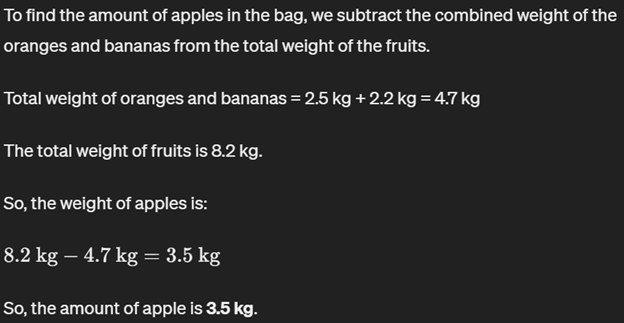 To find the amount of apples in the bag, we subtract the combined weight of the
oranges and bananas from the total weight of the fruits.
Total weight of oranges and bananas = 2.5 kg + 2.2 kg = 4.7 kg
The total weight of fruits is 8.2 kg.
So, the weight of apples is:
8.2 kg − 4.7 kg = 3.5 kg
So, the amount of apple is 3.5 kg.